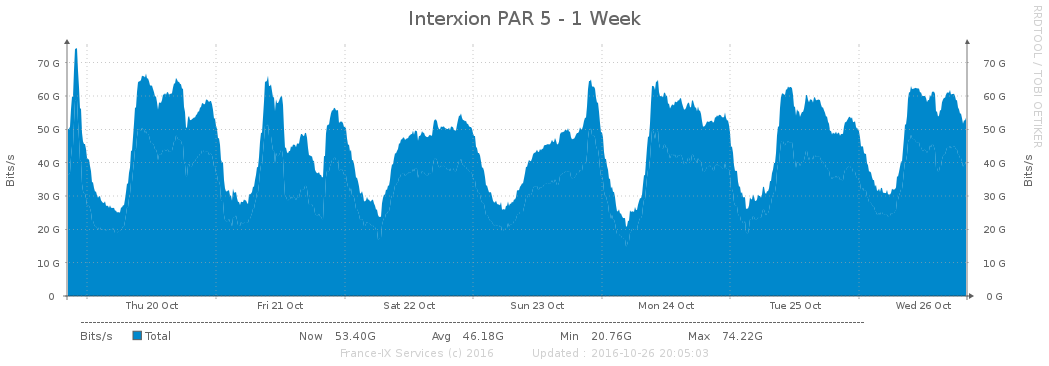 Interxion PAR 5 - 1 Week
RRDTOOL / TOBI OETIKER
Bits/s
70 G
60 G
50 G
40 G
30 G
20 G
10 G
0
70 G
60 G
50 G
40 G
30 G
20 G
10 G
0 G
Bits/s
Thu 20 Oct Fri 21 Oct Sat 22 Oct Sun 23 Oct Mon 24 Oct Tue 25 Oct Wed 26 Oct
Bits/s Total Now 53.40G Avg 46.18G Min 20.76G Max 74.22G
France-IX Services (c) 2016 Updated : 2016-10-26 20:05:03